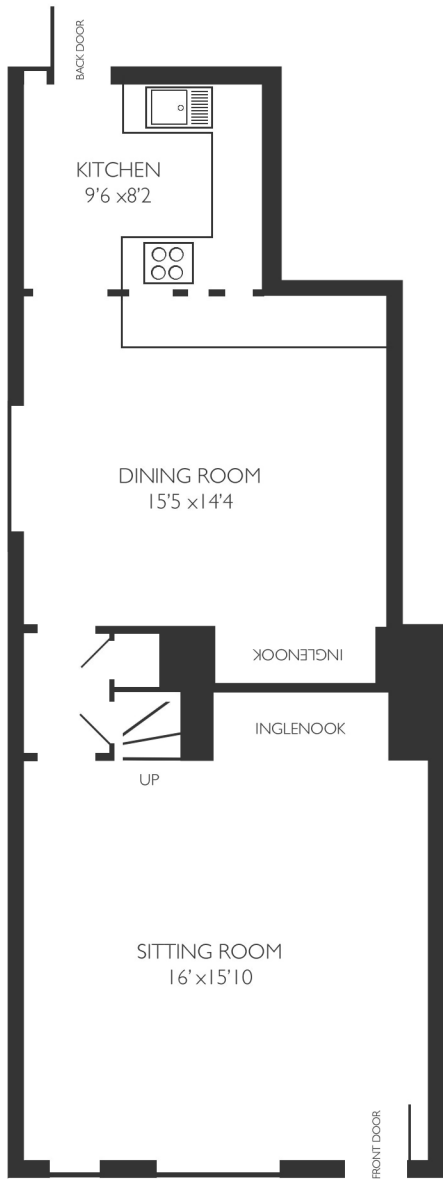 BACK DOOR
KITCHEN
9'6 x8'2
DINING ROOM
15'5 x14'4
INGLENOOK
INGLENOOK
UP
SITTING ROOM
16' x15'10
FRONT DOOR